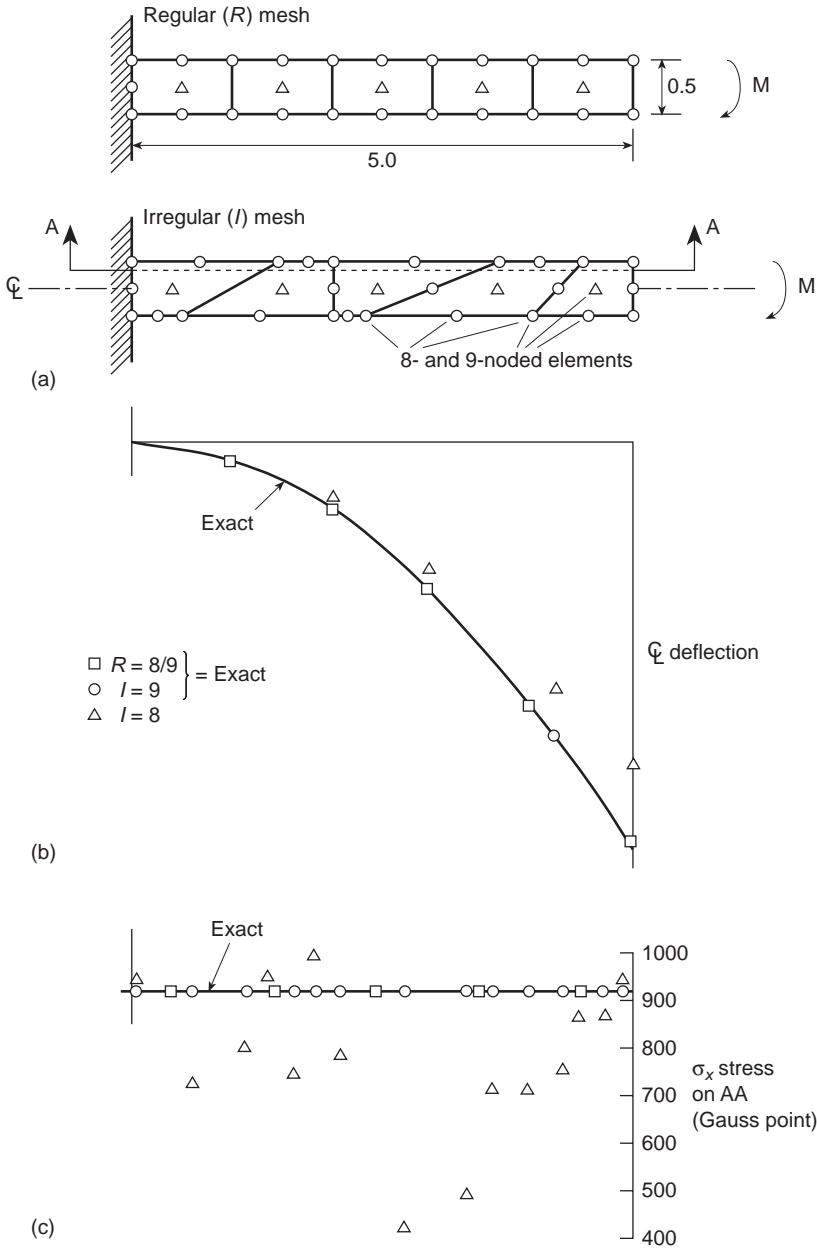 Regular (R) mesh
0.5
M
5.0
Irregular (I) mesh
A
A
℄
M
8- and 9-noded elements
(a)
Exact
℄ deflection
R = 8/9
I = 9
= Exact
I = 8
(b)
Exact
1000
900
800
700
600
500
400
σx stress
on AA
(Gauss point)
(c)